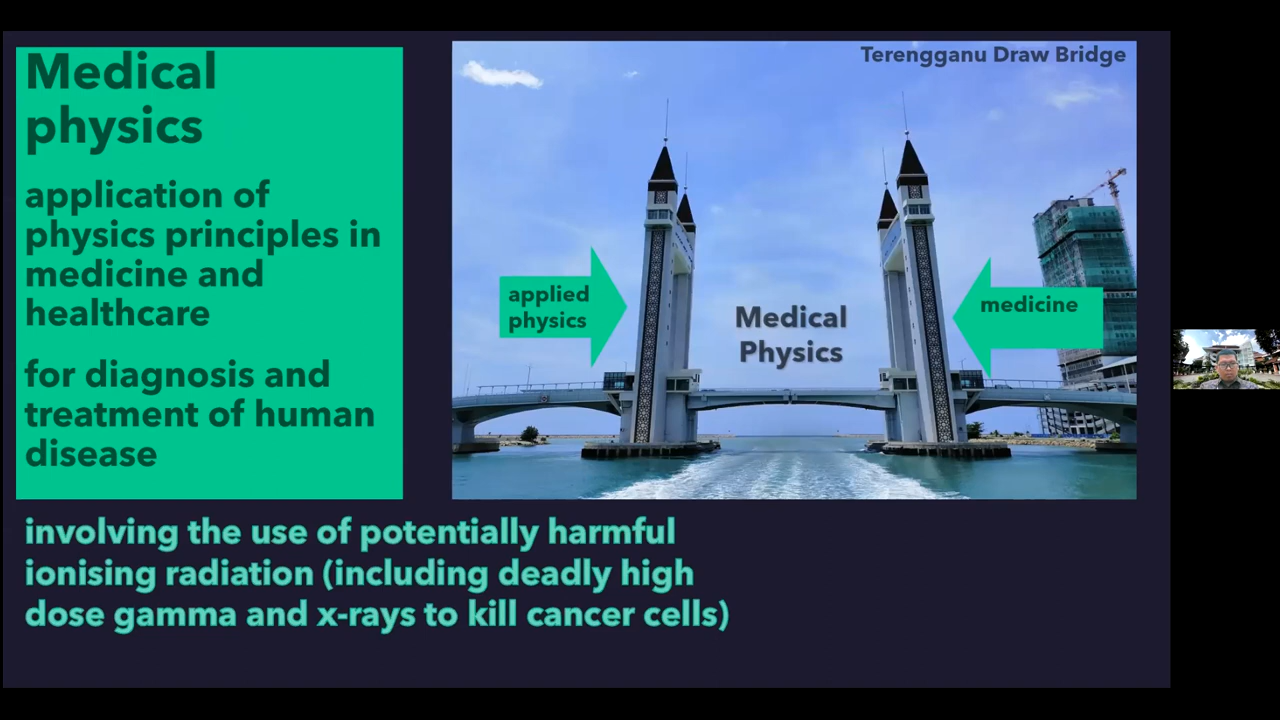 Medical
physics
application of
physics principles in
medicine and
healthcare
for diagnosis and
treatment of human
disease
Terengganu Draw Bridge
applied
physics
Medical
Physics
medicine
involving the use of potentially harmful
ionising radiation (including deadly high
dose gamma and x-rays to kill cancer cells)